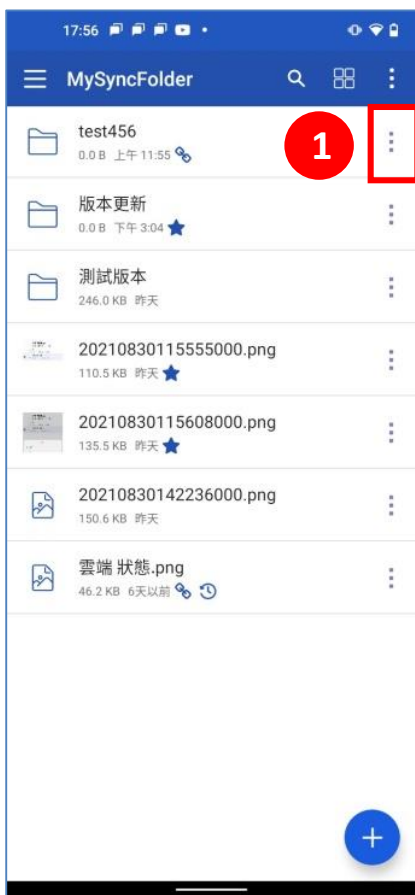 17:56
MySyncFolder
test456
0.0 B 上午 11:55
1
版本更新
0.0 B 下午 3:04
測試版本
246.0 KB 昨天
20210830115555000.png
110.5 KB 昨天
20210830115608000.png
135.5 KB 昨天
20210830142236000.png
150.6 KB 昨天
雲端 狀態.png
46.2 KB 6天以前